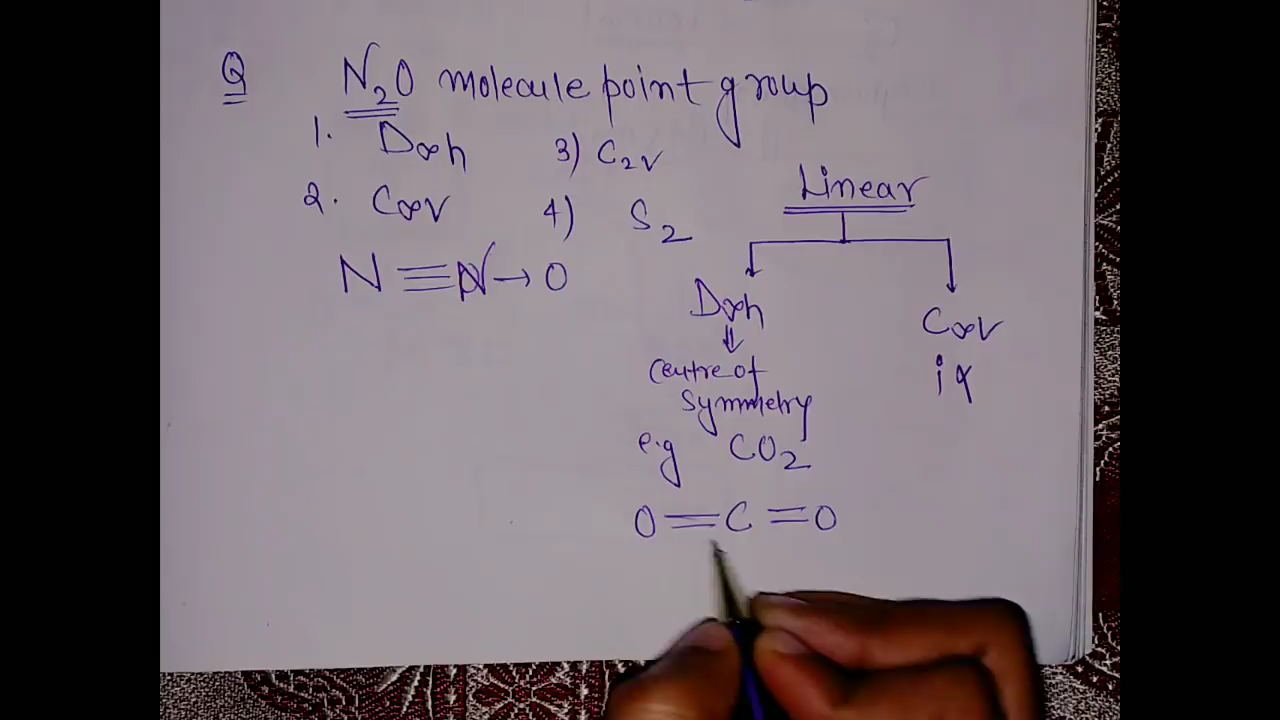 Q N₂O molecule point group
1. D∞h 3) C₂v
2. C∞v 4) S₂
N≡N→O
Linear
D∞h C∞v
⇓
Centre of i x
Symmetry
e.g CO₂
O=C=O